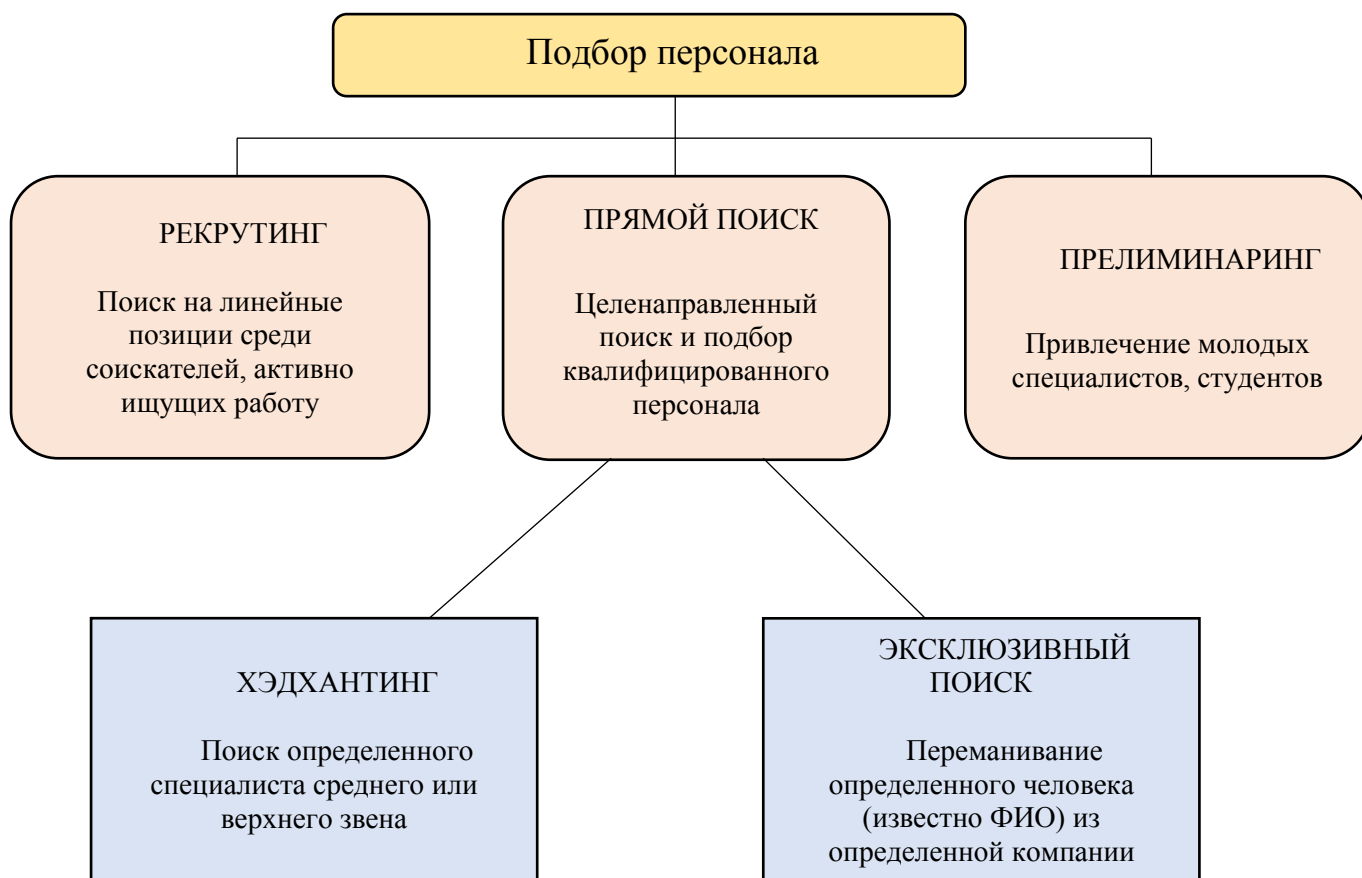 Подбор персонала
РЕКРУТИНГ
Поиск на линейные
позиции среди
соискателей, активно
ищущих работу
ПРЯМОЙ ПОИСК
Целенаправленный
поиск и подбор
квалифицированного
персонала
ПРЕЛИМИНАРИНГ
Привлечение молодых
специалистов, студентов
ХЭДХАНТИНГ
Поиск определенного
специалиста среднего или
верхнего звена
ЭКСКЛЮЗИВНЫЙ
ПОИСК
Переманивание
определенного человека
(известно ФИО) из
определенной компании